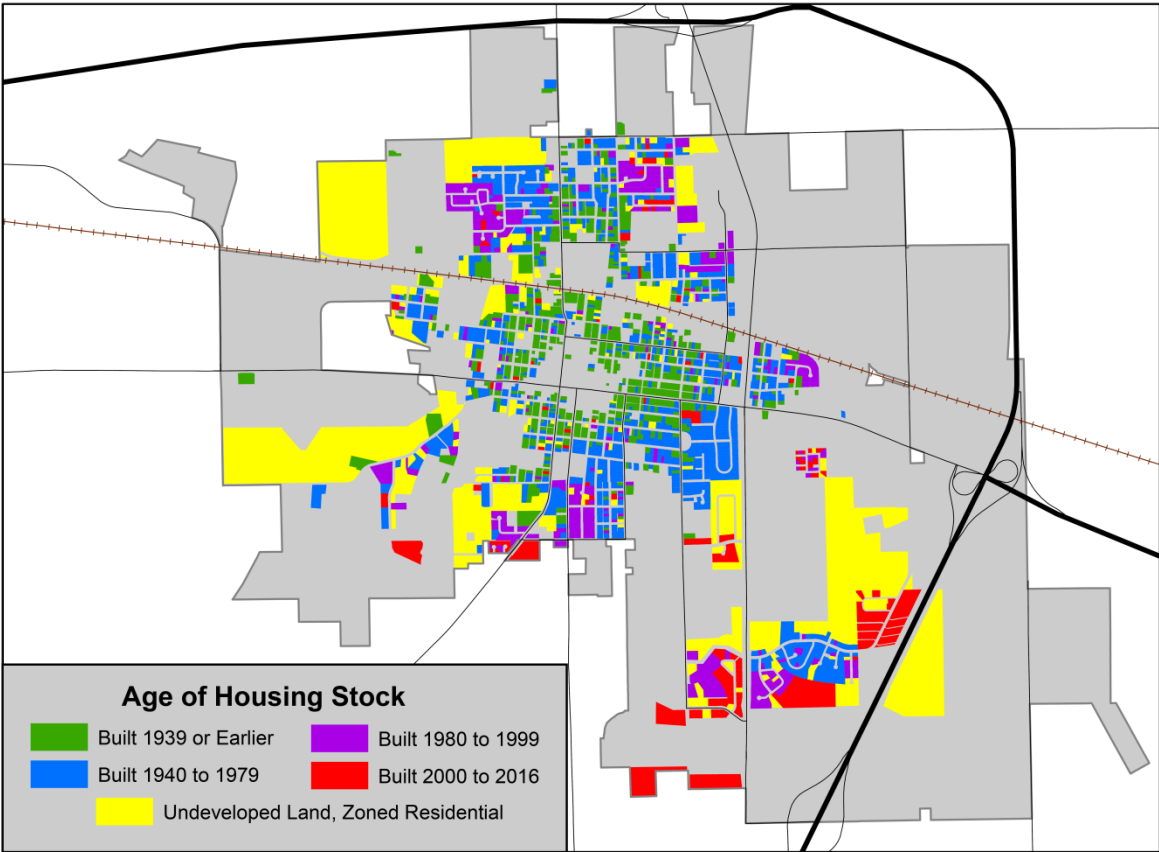 Age of Housing Stock
Built 1939 or Earlier
Built 1980 to 1999
Built 1940 to 1979
Built 2000 to 2016
Undeveloped Land, Zoned Residential